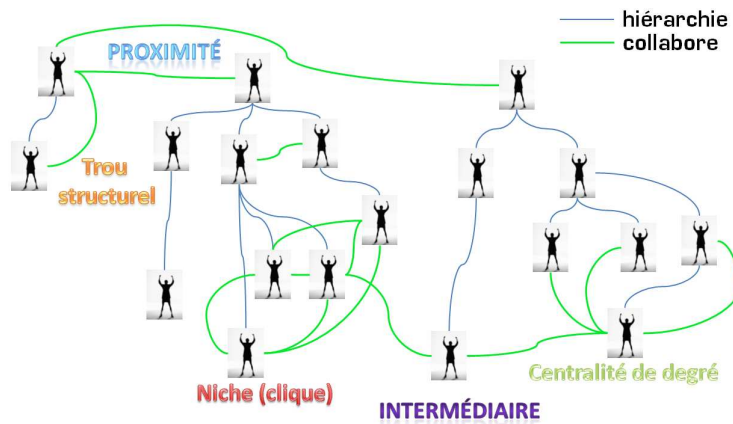 hiérarchie
collabore
PROXIMITÉ
Trou
structurel
Niche (clique)
Centralité de degré
INTERMÉDIAIRE